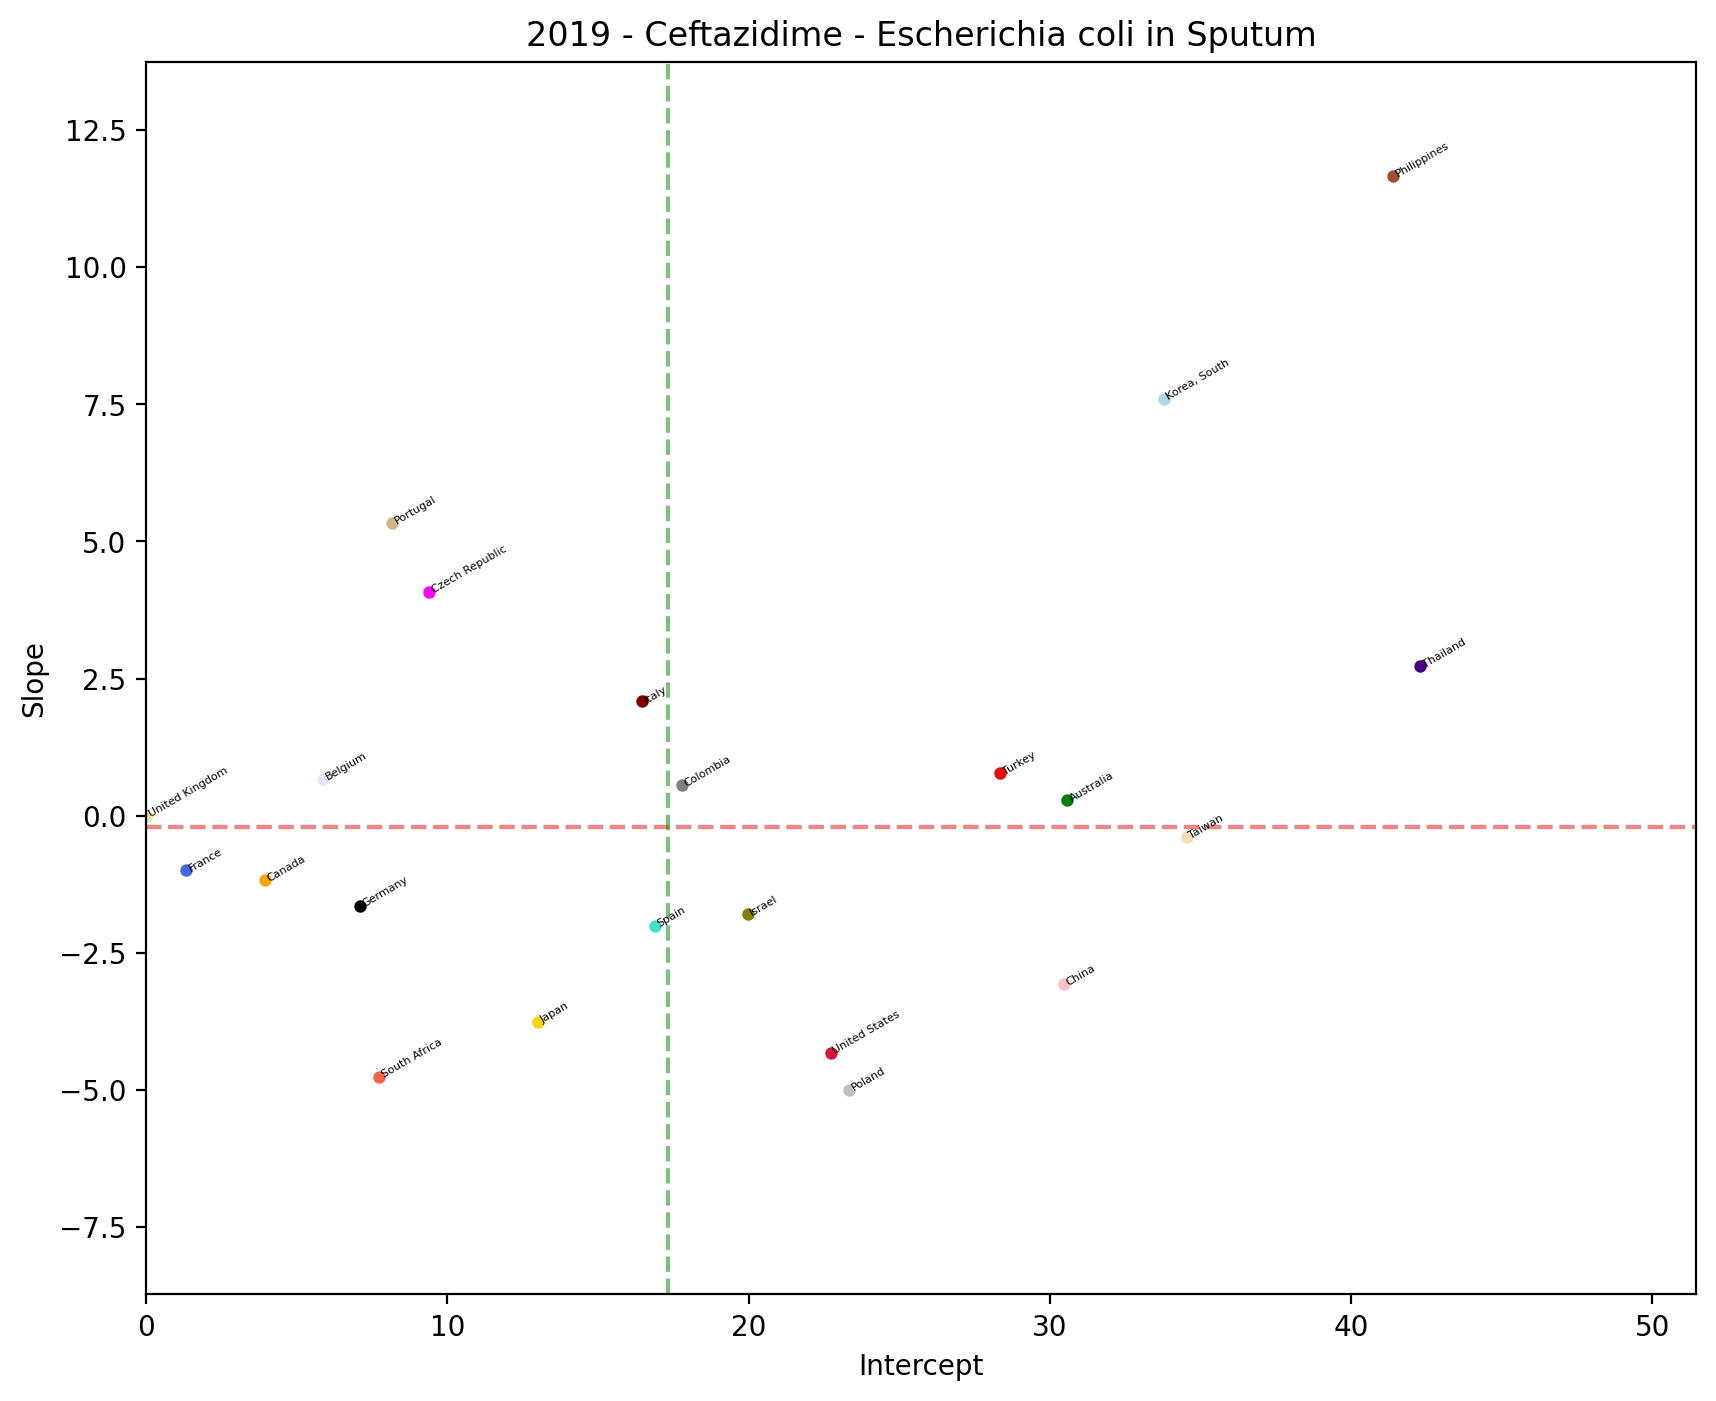 2019 - Ceftazidime - Escherichia coli in Sputum
12.5
10.0
7.5
5.0
2.5
0.0
−2.5
−5.0
−7.5
Slope
Philippines
Korea, South
Portugal
Czech Republic
Thailand
Italy
Belgium
United Kingdom
Colombia
Turkey
Australia
Taiwan
France
Canada
Germany
Spain
Israel
China
Japan
United States
South Africa
Poland
0
10
20
30
40
50
Intercept